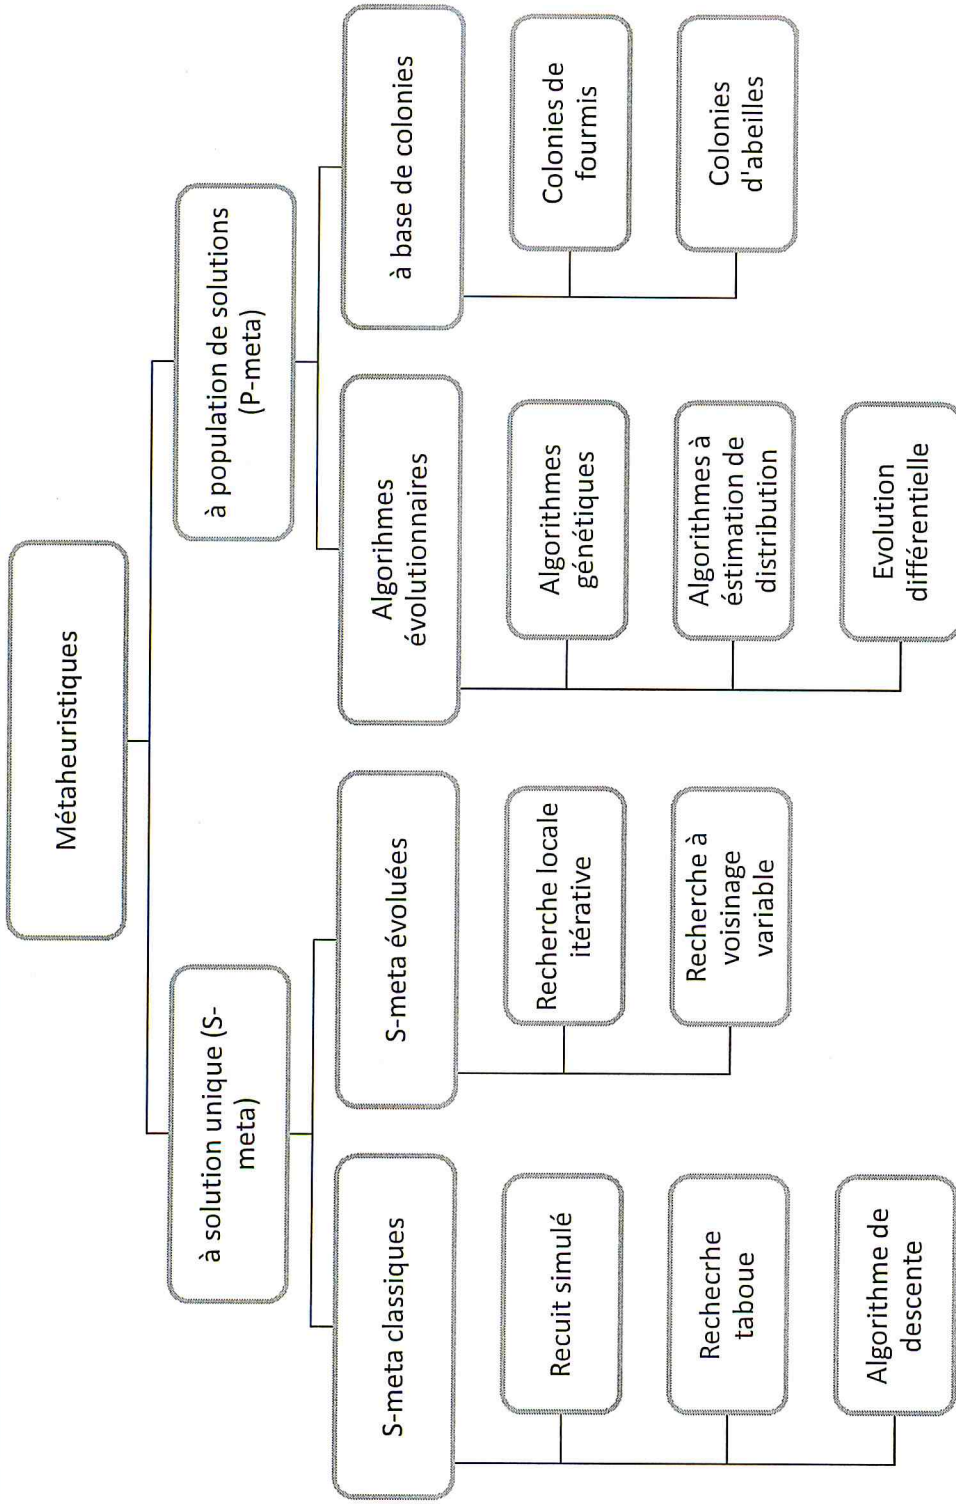 Métaheuristiques
à solution unique (S-
meta)
à population de solutions
(P-meta)
S-meta classiques
S-meta évoluées
Algorihmes
évolutionnaires
à base de colonies
Recuit simulé
Rechecrhe
taboue
Algorithme de
descente
Recherche locale
itérative
Recherche à
voisinage
variable
Algorithmes
génétiques
Algorithmes à
éstimation de
distribution
Evolution
différentielle
Colonies de
fourmis
Colonies
d'abeilles